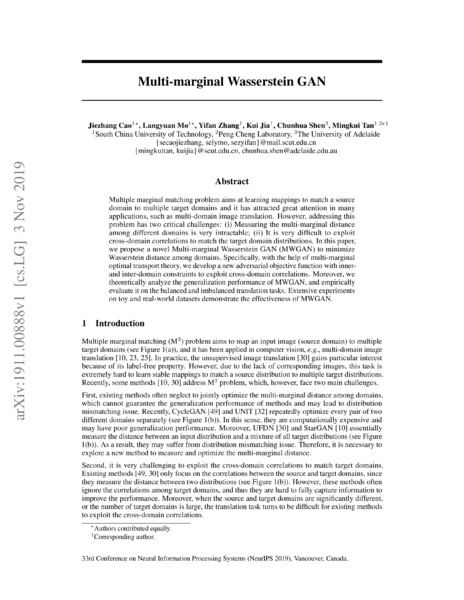 Multi-marginal Wasserstein GAN
Jiezhang Cao1∗, Langyuan Mo1∗, Yifan Zhang1, Kui Jia1, Chunhua Shen3, Mingkui Tan1,2∗†
1South China University of Technology, 2Peng Cheng Laboratory, 3The University of Adelaide
{secaojiezhang, selymo, sezyifan}@mail.scut.edu.cn
{mingkuitan, kuijia}@scut.edu.cn, chunhua.shen@adelaide.edu.au
Abstract
Multiple marginal matching problem aims at learning mappings to match a source
domain to multiple target domains and it has attracted great attention in many
applications, such as multi-domain image translation. However, addressing this
problem has two critical challenges: (i) Measuring the multi-marginal distance
among different domains is very intractable; (ii) It is very difficult to exploit
cross-domain correlations to match the target domain distributions. In this paper,
we propose a novel Multi-marginal Wasserstein GAN (MWGAN) to minimize
Wasserstein distance among domains. Specifically, with the help of multi-marginal
optimal transport theory, we develop a new adversarial objective function with inner-
and inter-domain constraints to exploit cross-domain correlations. Moreover, we
theoretically analyze the generalization performance of MWGAN, and empirically
evaluate it on the balanced and imbalanced translation tasks. Extensive experiments
on toy and real-world datasets demonstrate the effectiveness of MWGAN.
1 Introduction
Multiple marginal matching (M3) problem aims to map an input image (source domain) to multiple
target domains (see Figure 1(a)), and it has been applied in computer vision, e.g., multi-domain image
translation [10, 23, 25]. In practice, the unsupervised image translation [30] gains particular interest
because of its label-free property. However, due to the lack of corresponding images, this task is
extremely hard to learn stable mappings to match a source distribution to multiple target distributions.
Recently, some methods [10, 30] address M3 problem, which, however, face two main challenges.
First, existing methods often neglect to jointly optimize the multi-marginal distance among domains,
which cannot guarantee the generalization performance of methods and may lead to distribution
mismatching issue. Recently, CycleGAN [49] and UNIT [32] repeatedly optimize every pair of two
different domains separately (see Figure 1(b)). In this sense, they are computationally expensive and
may have poor generalization performance. Moreover, UFDN [30] and StarGAN [10] essentially
measure the distance between an input distribution and a mixture of all target distributions (see Figure
1(b)). As a result, they may suffer from distribution mismatching issue. Therefore, it is necessary to
explore a new method to measure and optimize the multi-marginal distance.
Second, it is very challenging to exploit the cross-domain correlations to match target domains.
Existing methods [49, 30] only focus on the correlations between the source and target domains, since
they measure the distance between two distributions (see Figure 1(b)). However, these methods often
ignore the correlations among target domains, and thus they are hard to fully capture information to
improve the performance. Moreover, when the source and target domains are significantly different,
or the number of target domains is large, the translation task turns to be difficult for existing methods
to exploit the cross-domain correlations.
∗Authors contributed equally.
†Corresponding author.
33rd Conference on Neural Information Processing Systems (NeurIPS 2019), Vancouver, Canada.
arXiv:1911.00888v1 [cs.LG] 3 Nov 2019